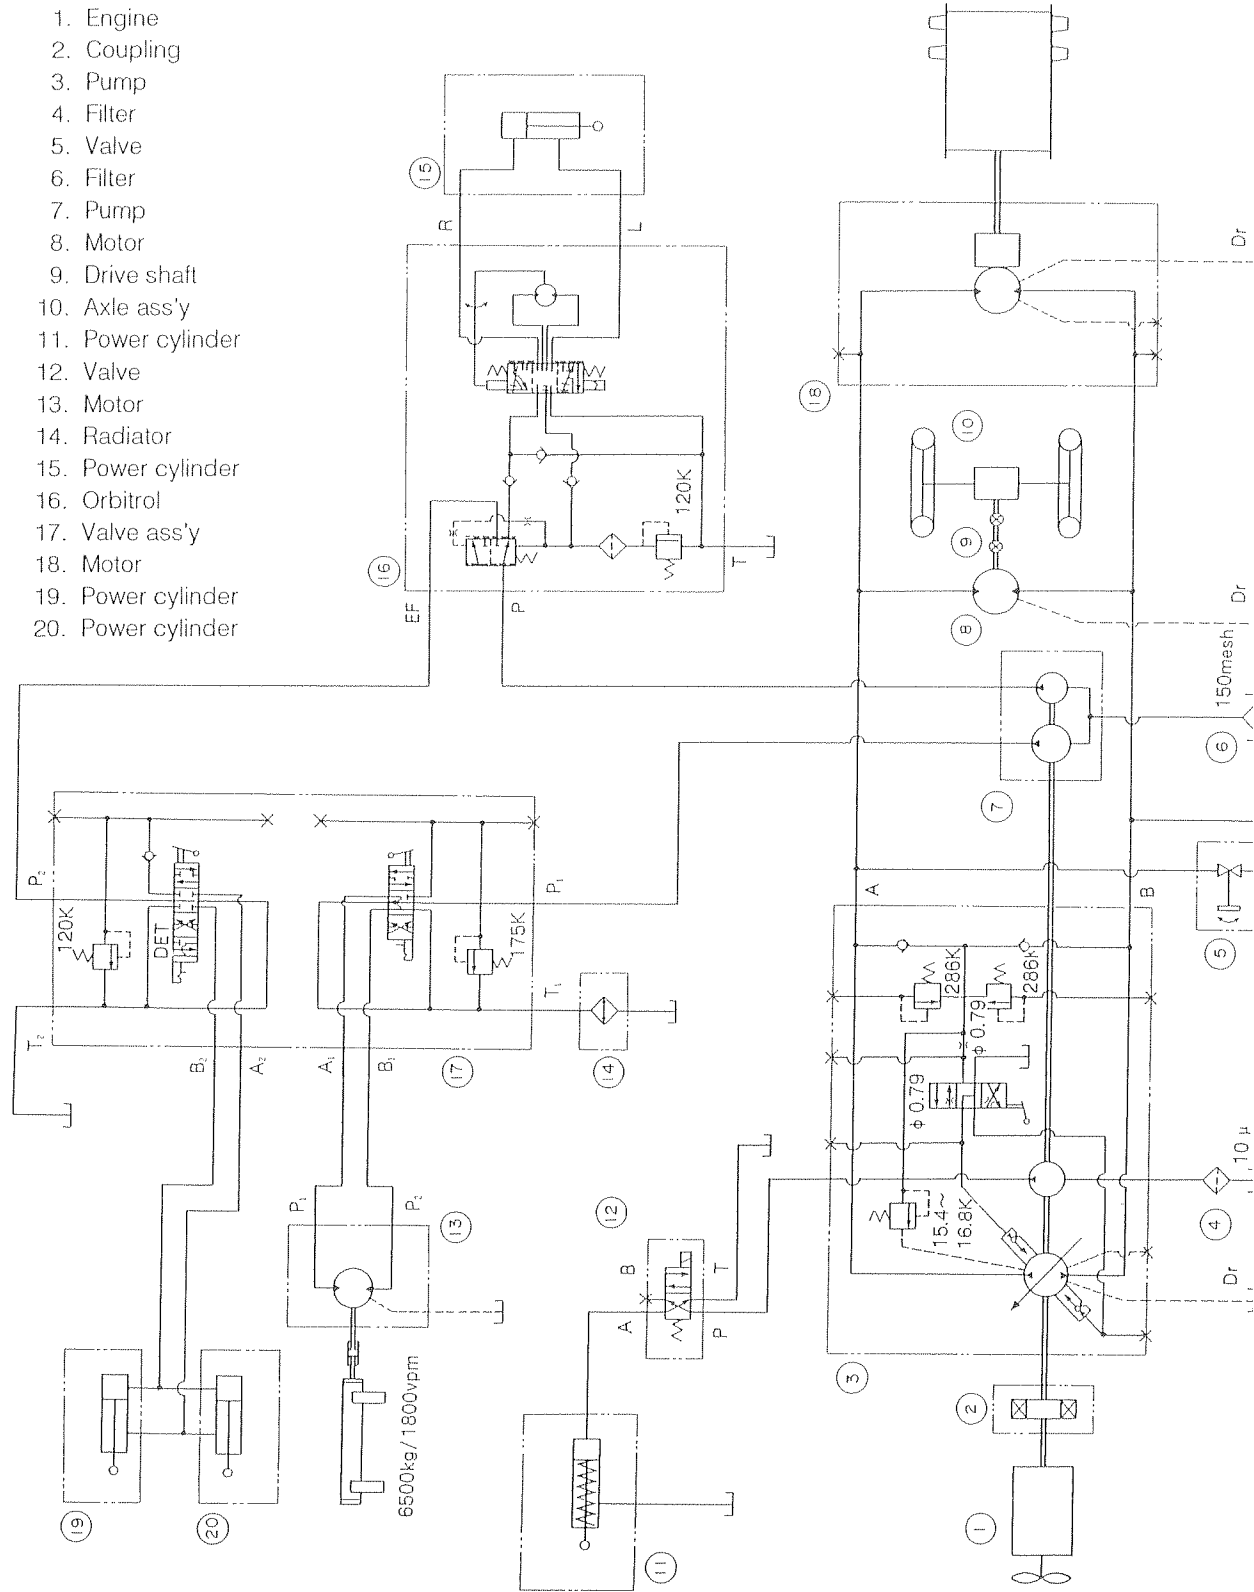 1. Engine
2. Coupling
3. Pump
4. Filter
5. Valve
6. Filter
7. Pump
8. Motor
9. Drive shaft
10. Axle ass'y
11. Power cylinder
12. Valve
13. Motor
14. Radiator
15. Power cylinder
16. Orbitrol
17. Valve ass'y
18. Motor
19. Power cylinder
20. Power cylinder
15
R
L
16
120K
EF
P
T
18
Dr
10
9
8
Dr
150mesh
6
7
P₂
120K
DET
T₂
B₂
A₂
P₁
175K
T₁
A₁
B₁
17
14
A
B
5
286K
286K
φ 0.79
φ 0.79
15.4~
16.8K
10 μ
4
Dr
3
2
1
P₁
P₂
13
6500kg/1800vpm
12
B
A
T
P
11
19
20